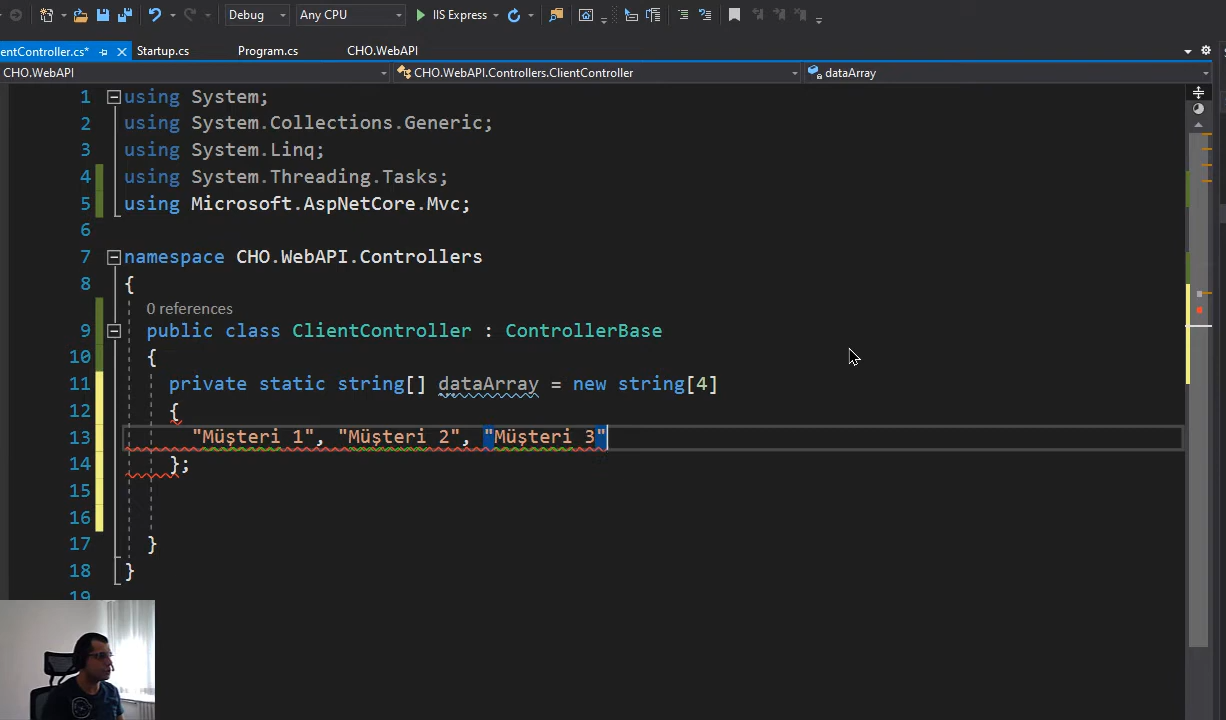 Debug Any CPU IIS Express
entController.cs* Startup.cs Program.cs CHO.WebAPI
CHO.WebAPI CHO.WebAPI.Controllers.ClientController dataArray
1 using System;
2 using System.Collections.Generic;
3 using System.Linq;
4 using System.Threading.Tasks;
5 using Microsoft.AspNetCore.Mvc;
6
7 namespace CHO.WebAPI.Controllers
8 {
0 references
9 public class ClientController : ControllerBase
10 {
11 private static string[] dataArray = new string[4]
12 {
13 "Müşteri 1", "Müşteri 2", "Müşteri 3"
14 };
15
16
17 }
18 }
19